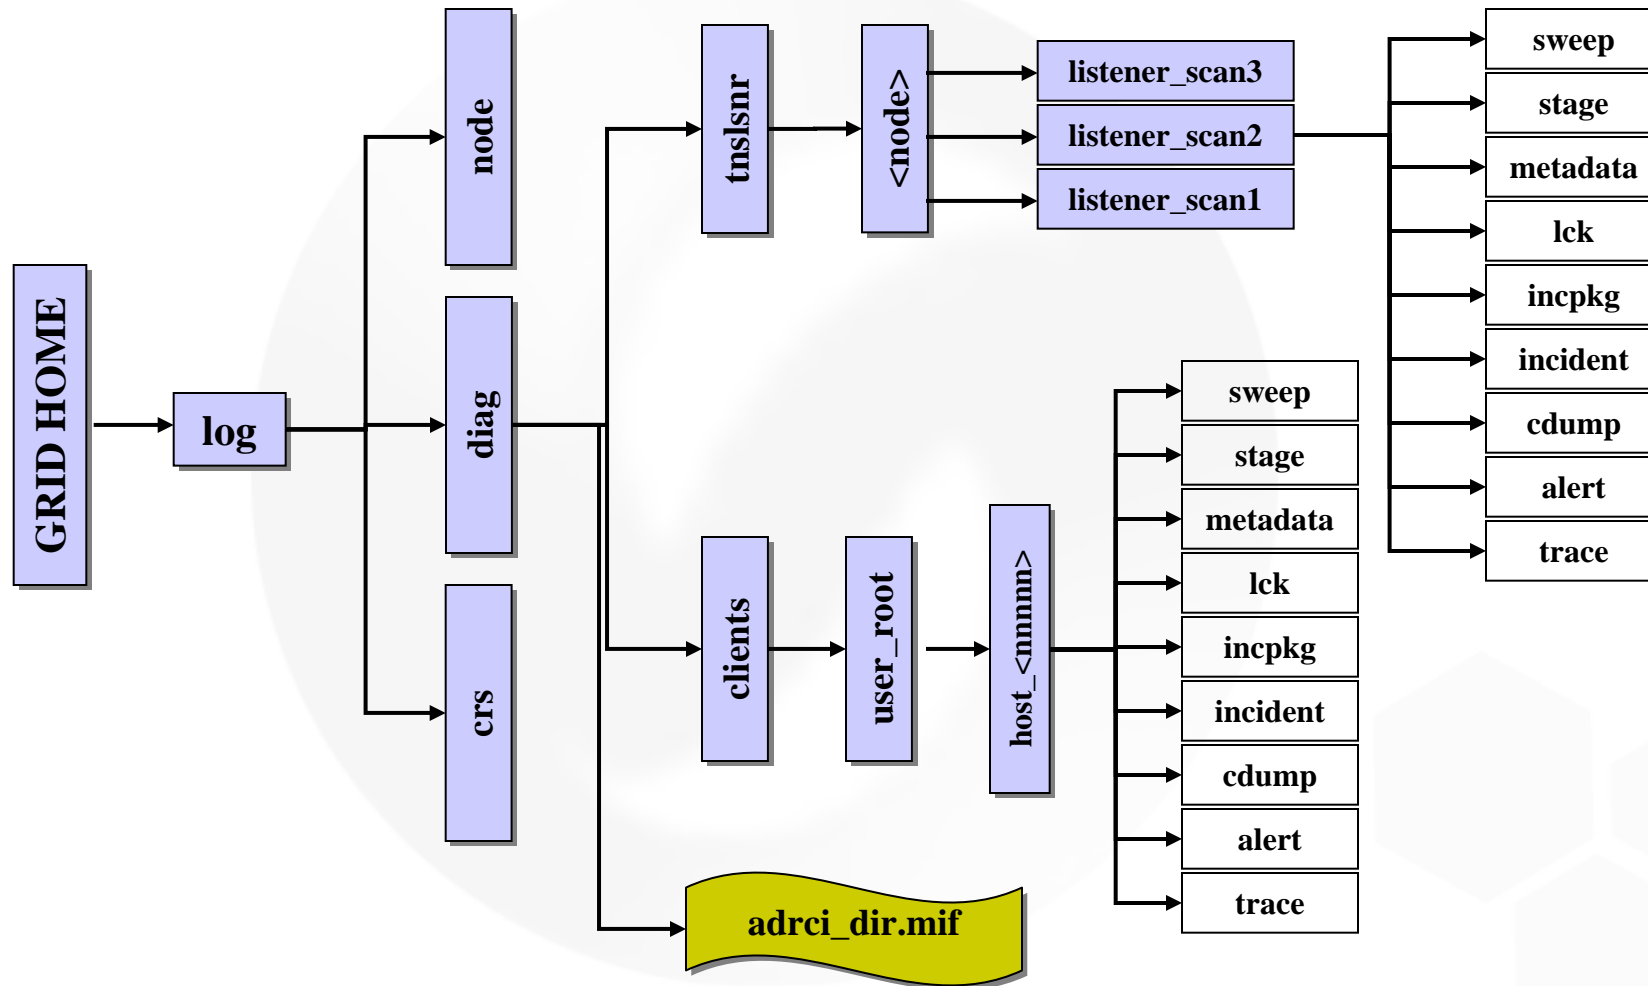 GRID HOME
log
node
diag
crs
tnslsnr
<node>
listener_scan3
listener_scan2
listener_scan1
sweep
stage
metadata
lck
incpkg
incident
cdump
alert
trace
clients
user_root
host_<nnnnn>
sweep
stage
metadata
lck
incpkg
incident
cdump
alert
trace
adrci_dir.mif